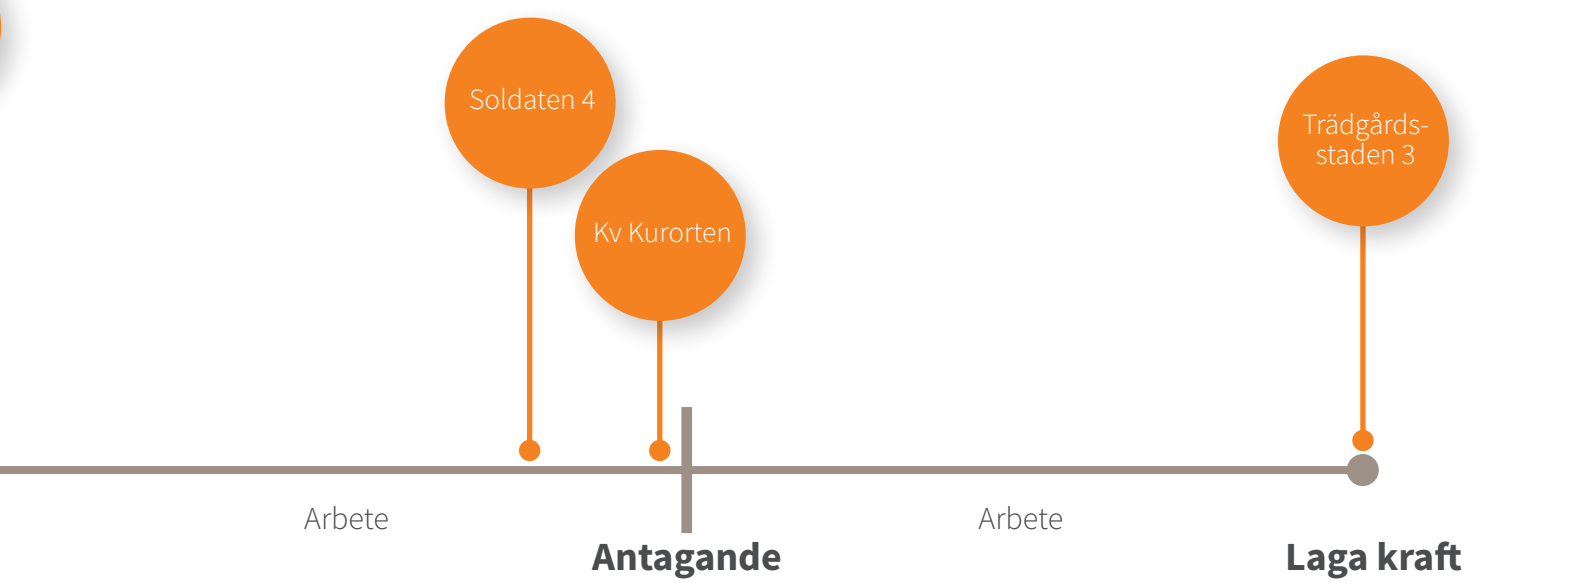 Soldaten 4
Kv Kurorten
Trädgårds-
staden 3
Arbete
Antagande
Arbete
Laga kraft